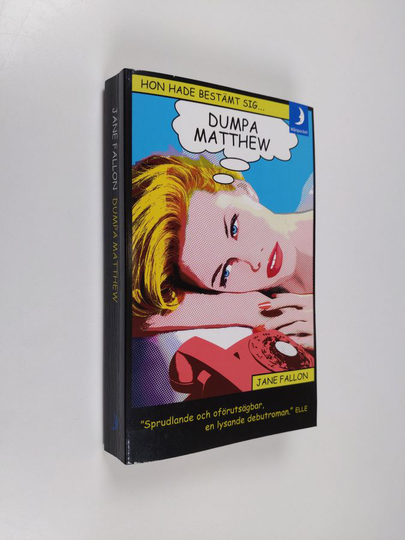 HON HADE BESTÄMT SIG...
DUMPA
MATTHEW
Månpocket
JANE FALLON
"Sprudlande och oförutsägbar,
en lysande debutroman." ELLE
JANE FALLON DUMPA MATTHEW